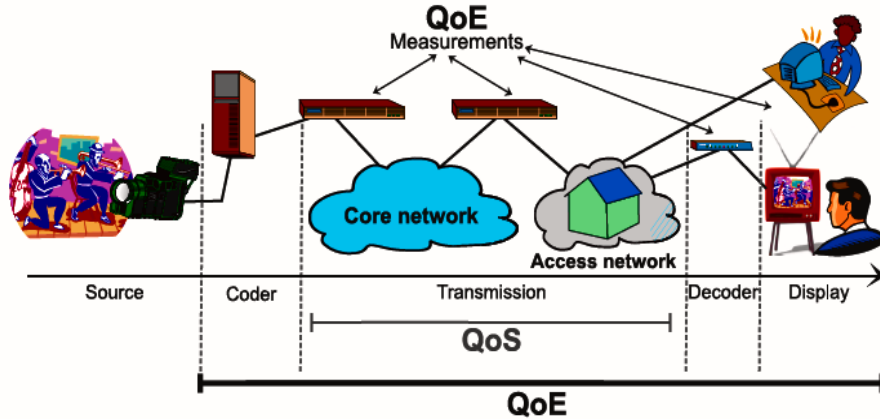 QoE
Measurements
Core network
Access network
Source
Coder
Transmission
Decoder
Display
QoS
QoE